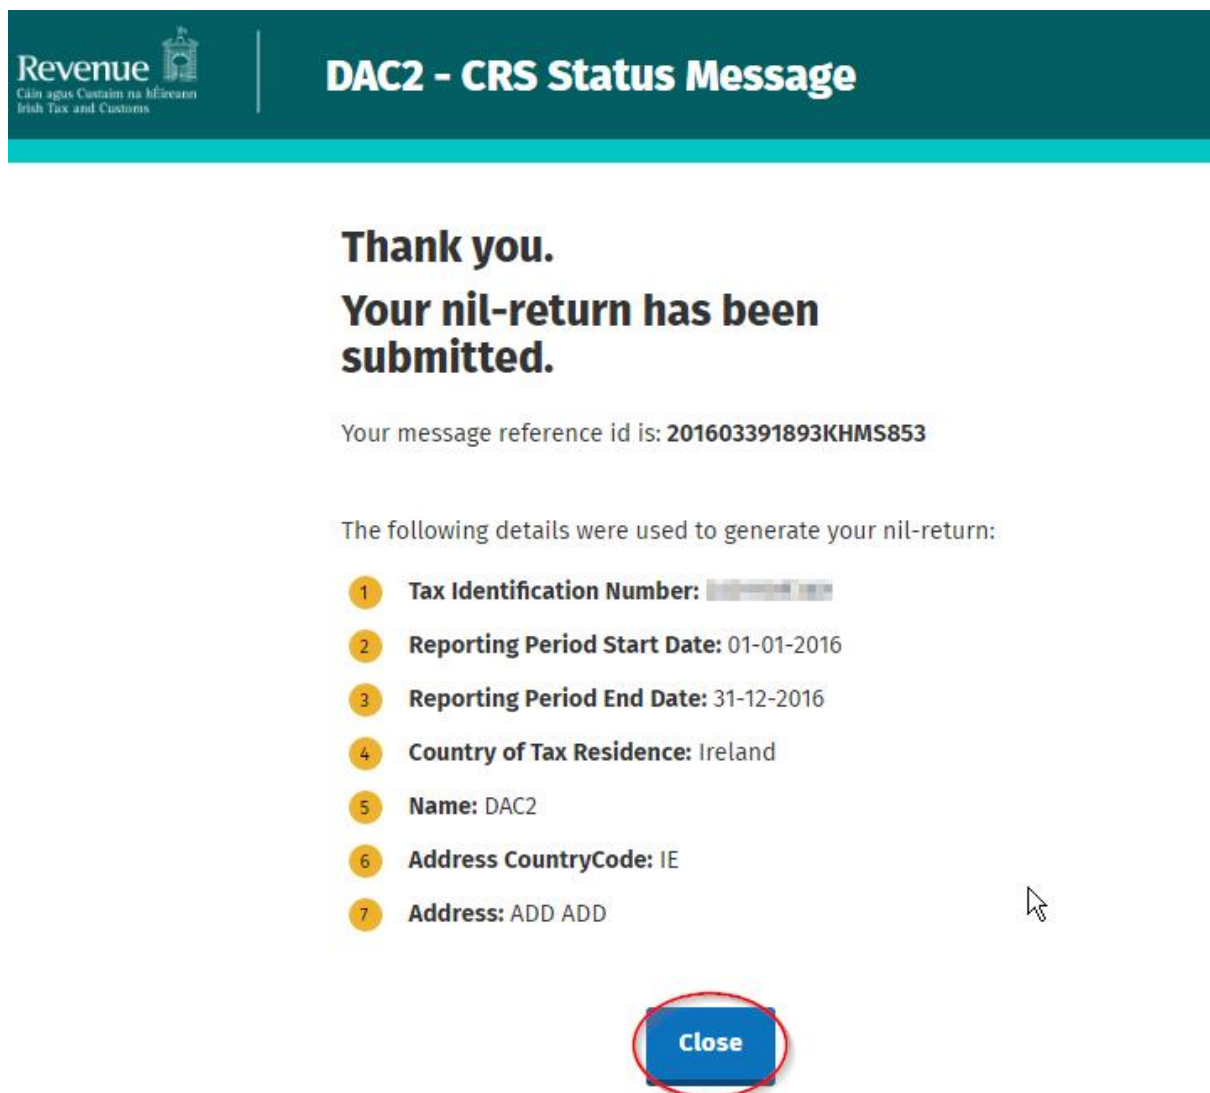 Revenue
Cáin agus Custaim na hÉireann
Irish Tax and Customs
DAC2 - CRS Status Message
Thank you.
Your nil-return has been
submitted.
Your message reference id is: 201603391893KHMS853
The following details were used to generate your nil-return:
1 Tax Identification Number:
2 Reporting Period Start Date: 01-01-2016
3 Reporting Period End Date: 31-12-2016
4 Country of Tax Residence: Ireland
5 Name: DAC2
6 Address CountryCode: IE
7 Address: ADD ADD
Close